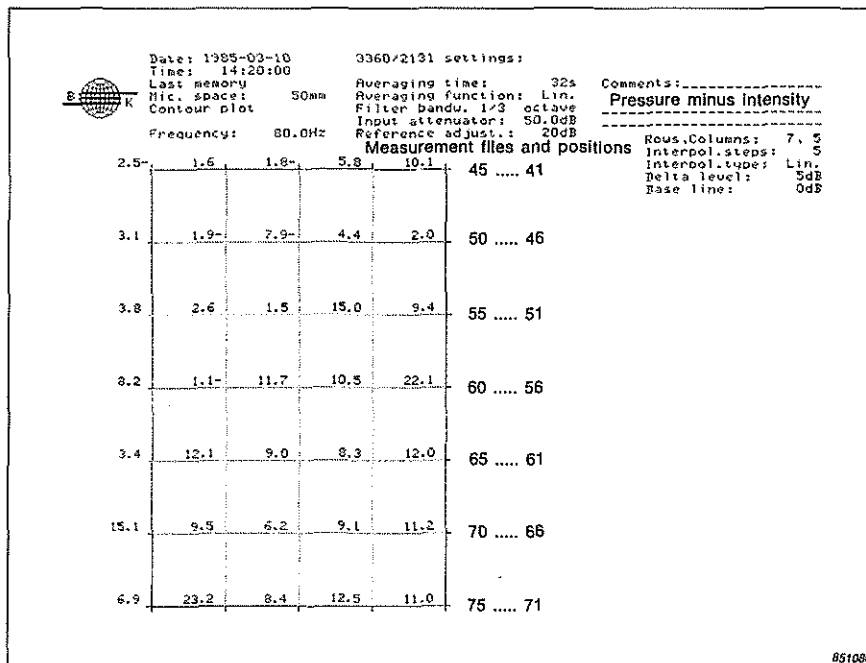 Date: 1985-03-10 3360/2131 settings:
Time: 14:20:00
Last memory Averaging time: 32s Comments:
B K Mic. space: 50mm Averaging function: Lin. Pressure minus intensity
Contour plot Filter bandw. 1/3 octave
Input attenuator: 50.0dB
Frequency: 80.0Hz Reference adjust.: 20dB Rows,Columns: 7, 5
Measurement files and positions Interpol.steps: 5
2.5- 1.6 1.8- 5.8 10.1 45 ..... 41 Interpol.type: Lin.
Delta level: 5dB
Base line: 0dB
3.1 1.9- 7.9- 4.4 2.0 50 ..... 46
3.8 2.6 1.5 15.0 9.4 55 ..... 51
8.2 1.1- 11.7 10.5 22.1 60 ..... 56
3.4 12.1 9.0 8.3 12.0 65 ..... 61
15.1 9.5 6.2 9.1 11.2 70 ..... 66
6.9 23.2 8.4 12.5 11.0 75 ..... 71